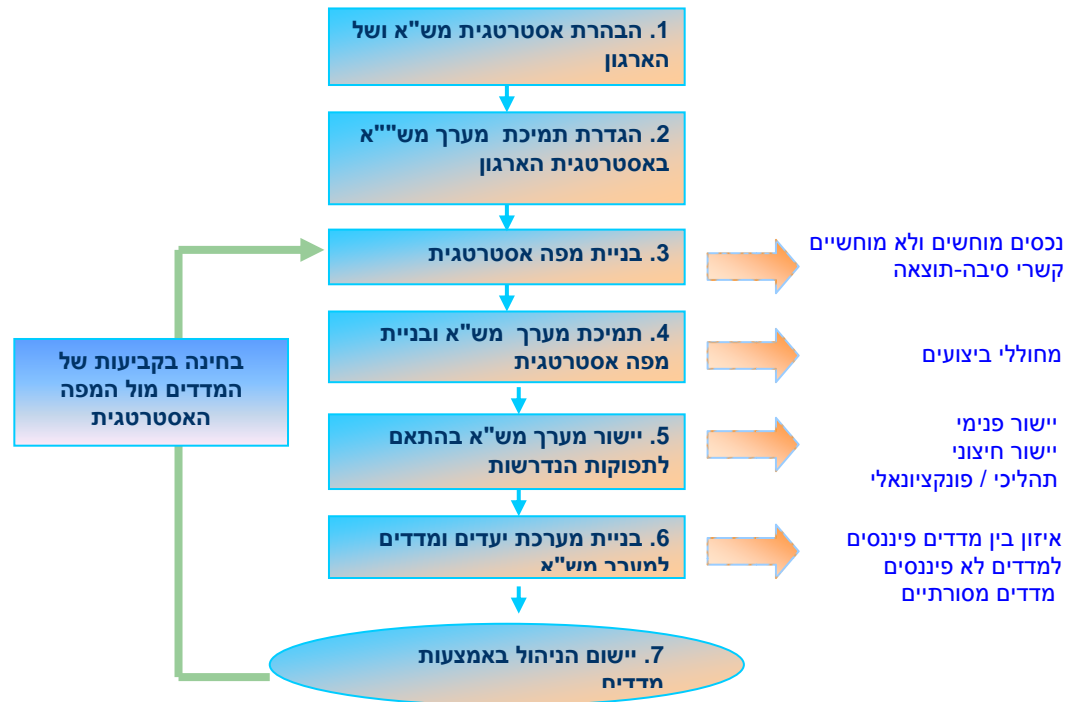 1. הבהרת אסטרטגית מש"א ושל
הארגון
2. הגדרת תמיכת מערך מש""א
באסטרטגית הארגון
3. בניית מפה אסטרטגית
נכסים מוחשים ולא מוחשיים
קשרי סיבה-תוצאה
4. תמיכת מערך מש"א ובניית
מפה אסטרטגית
מחוללי ביצועים
בחינה בקביעות של
המדדים מול המפה
האסטרטגית
5. יישור מערך מש"א בהתאם
לתפוקות הנדרשות
יישור פנימי
יישור חיצוני
תהליכי / פונקציונאלי
6. בניית מערכת יעדים ומדדים
למערך מש"א
איזון בין מדדים פיננסים
למדדים לא פיננסים
מדדים מסורתיים
7. יישום הניהול באמצעות
מדדים